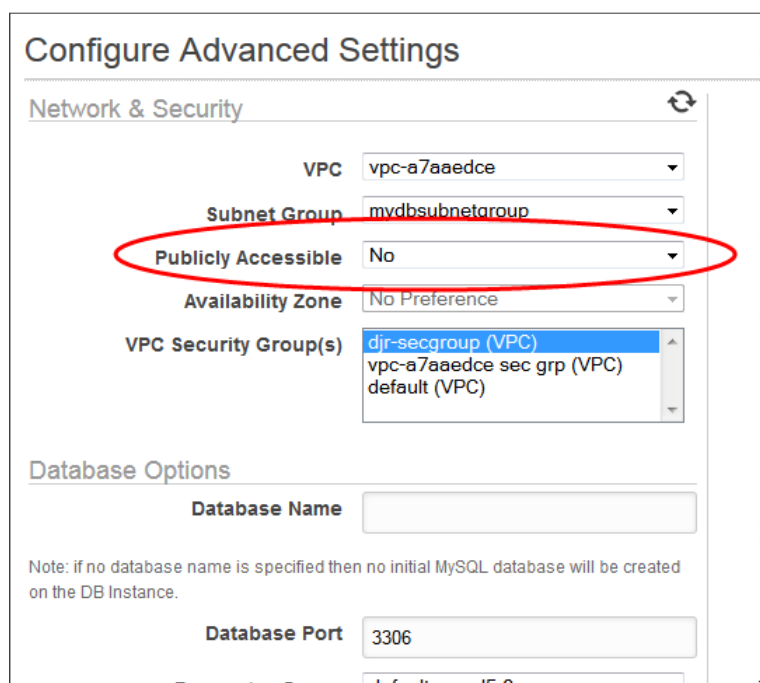 Configure Advanced Settings
Network & Security
VPC vpc-a7aaedce
Subnet Group mydbsubnetgroup
Publicly Accessible No
Availability Zone No Preference
VPC Security Group(s) djr-secgroup (VPC)
vpc-a7aaedce sec grp (VPC)
default (VPC)
Database Options
Database Name
Note: if no database name is specified then no initial MySQL database will be created
on the DB Instance.
Database Port 3306